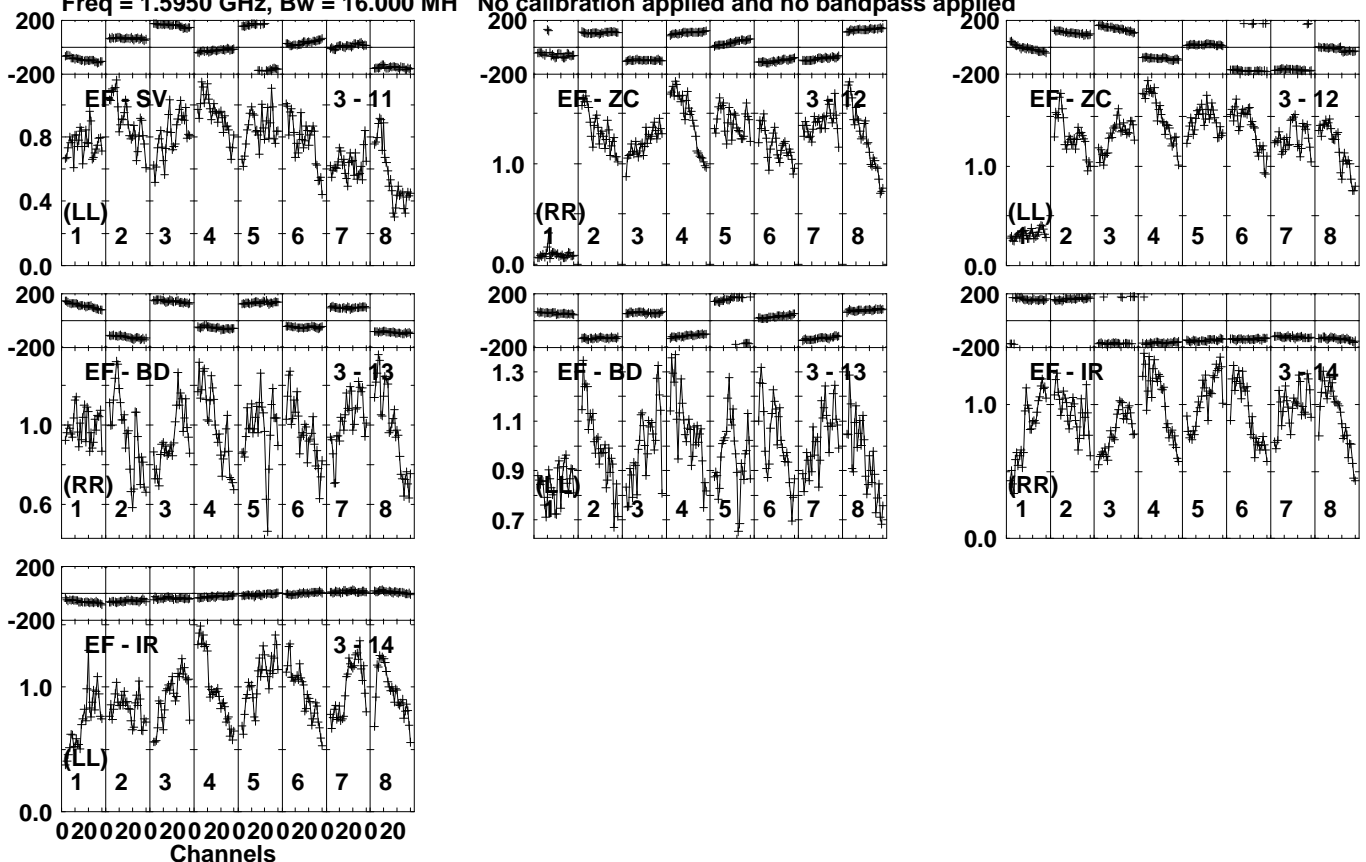 Freq = 1.5950 GHz, Bw = 16.000 MH No calibration applied and no bandpass applied
200
-200
EF - SV 3 - 11
0.8
0.4
(LL)
1 2 3 4 5 6 7 8
0.0
EF - ZC 3 - 12
1.0
(RR)
1 2 3 4 5 6 7 8
0.0
200
-200
EF - ZC 3 - 12
1.0
(LL)
1 2 3 4 5 6 7 8
0.0
200
-200
EF - BD 3 - 13
1.0
(RR)
0.6
1 2 3 4 5 6 7 8
200
-200
1.3
EF - BD 3 - 13
1.1
0.9
(LL)
0.7
1 2 3 4 5 6 7 8
200
-200
EF - IR 3 - 14
1.0
(RR)
1 2 3 4 5 6 7 8
0.0
200
-200
EF - IR 3 - 14
1.0
(LL)
1 2 3 4 5 6 7 8
0.0
0 20 0 20 0 20 0 20 0 20 0 20 0 20 0 20
Channels